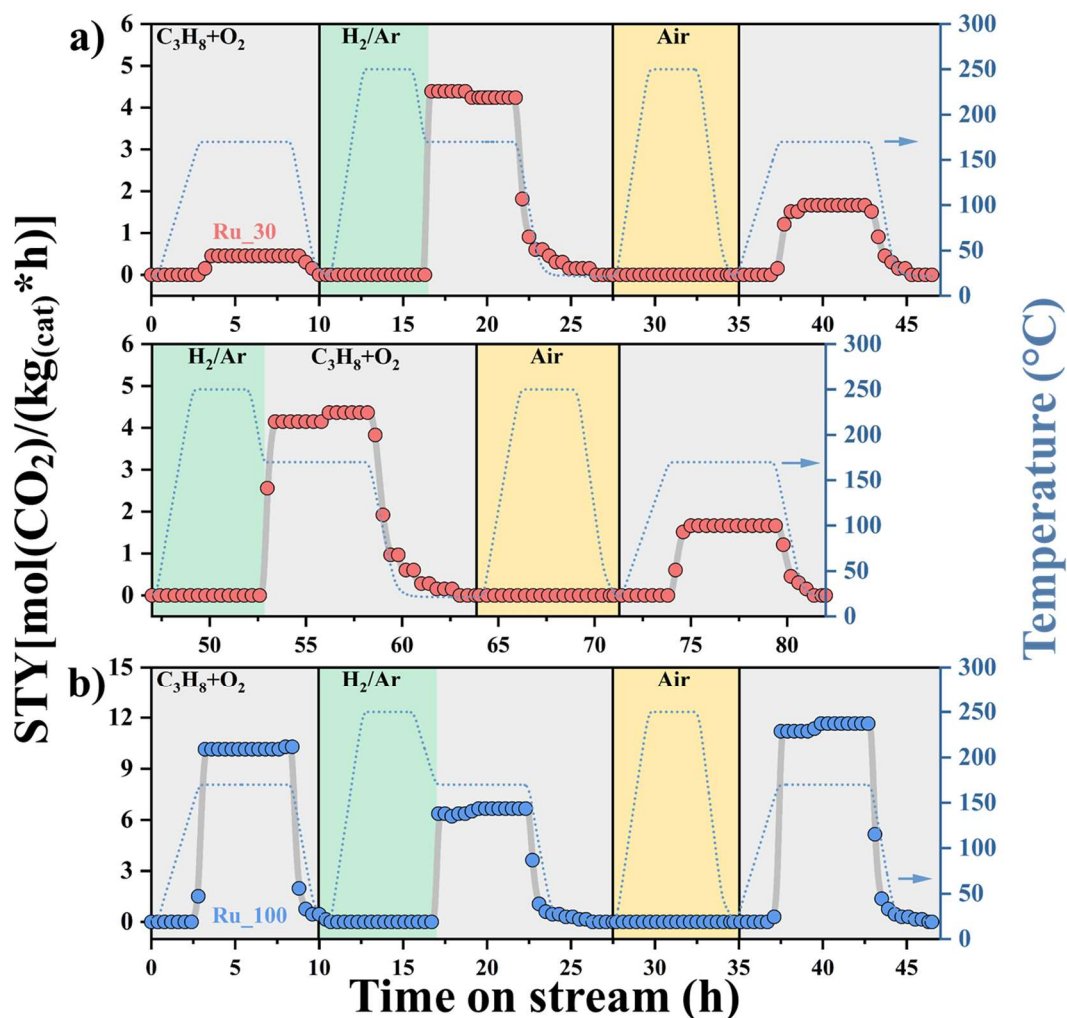 a)
C₃H₈+O₂
H₂/Ar
Air
Ru_30
6
5
4
3
2
1
0
300
250
200
150
100
50
0
0 5 10 15 20 25 30 35 40 45
H₂/Ar
C₃H₈+O₂
Air
6
5
4
3
2
1
0
300
250
200
150
100
50
0
50 55 60 65 70 75 80
b)
C₃H₈+O₂
H₂/Ar
Air
Ru_100
15
12
9
6
3
0
300
250
200
150
100
50
0
0 5 10 15 20 25 30 35 40 45
Time on stream (h)
STY[mol(CO₂)/(kg(cat)*h)]
Temperature (°C)